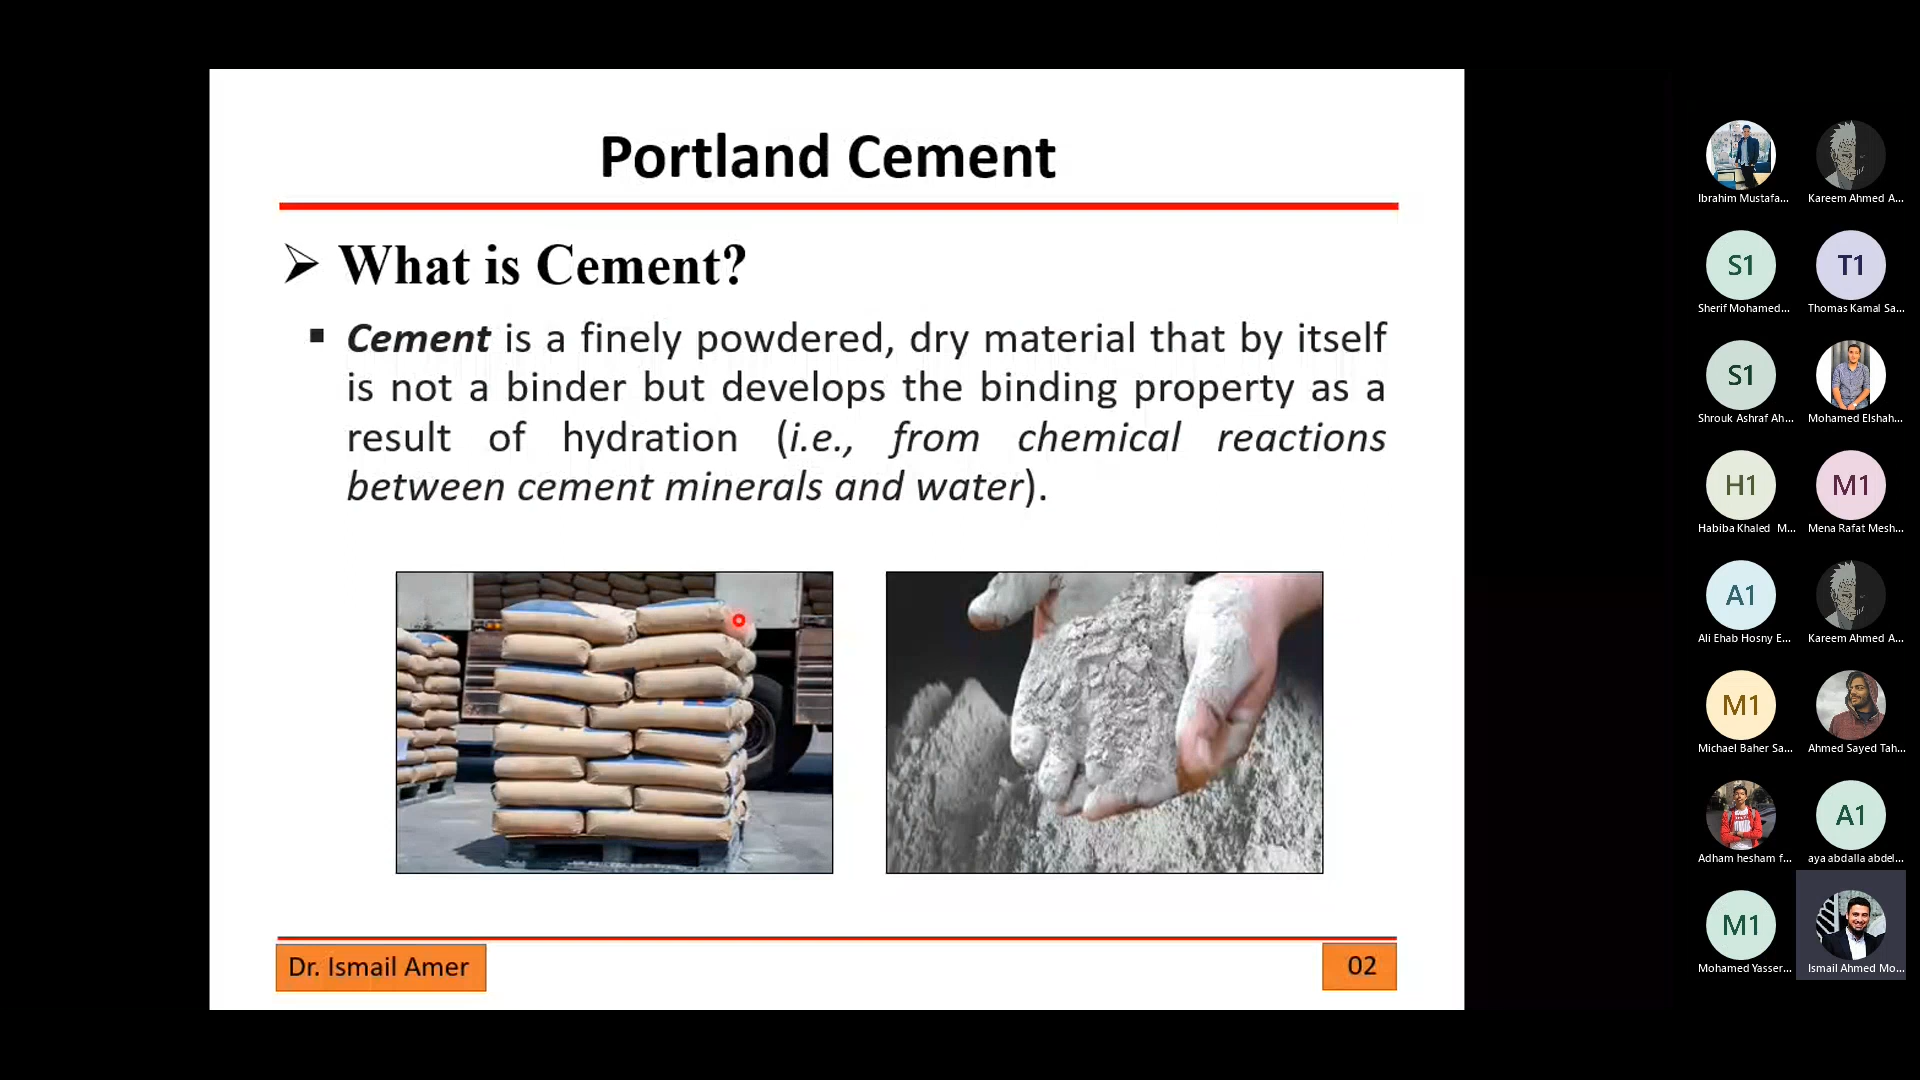 Portland Cement
➢ What is Cement?
▪ Cement is a finely powdered, dry material that by itself
is not a binder but develops the binding property as a
result of hydration (i.e., from chemical reactions
between cement minerals and water).
Dr. Ismail Amer
02
Ibrahim Mustafa...
Kareem Ahmed A...
S1
T1
Sherif Mohamed...
Thomas Kamal Sa...
S1
Shrouk Ashraf Ah...
Mohamed Elshah...
H1
M1
Habiba Khaled M...
Mena Rafat Mesh...
A1
Ali Ehab Hosny E...
Kareem Ahmed A...
M1
Michael Baher Sa...
Ahmed Sayed Tah...
A1
Adham hesham f...
aya abdalla abdel...
M1
Mohamed Yasser...
Ismail Ahmed Mo...